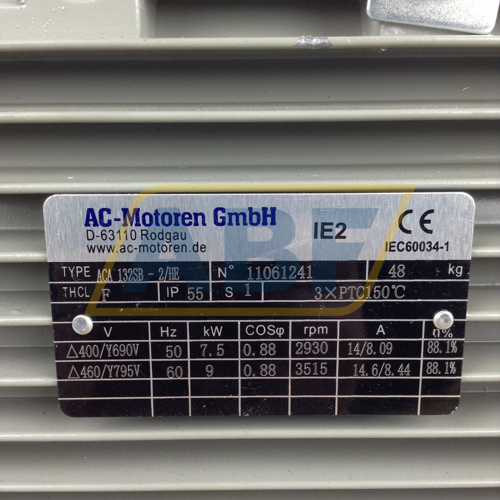 AC-Motoren GmbH
D-63110 Rodgau
www.ac-motoren.de
IE2
CE
IEC60034-1
TYPE ACA 132SB - 2/HE N° 11061241 48 kg
THCL F IP 55 S 1 3×PTC150℃
V Hz kW COSφ rpm A η%
△400/Y690V 50 7.5 0.88 2930 14/8.09 88.1%
△460/Y795V 60 9 0.88 3515 14.6/8.44 88.1%
ABF